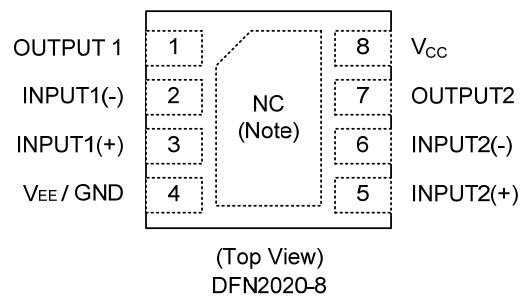 OUTPUT 1 1 8 VCC
INPUT1(-) 2 NC 7 OUTPUT2
INPUT1(+) 3 (Note) 6 INPUT2(-)
VEE / GND 4 5 INPUT2(+)
(Top View)
DFN2020-8